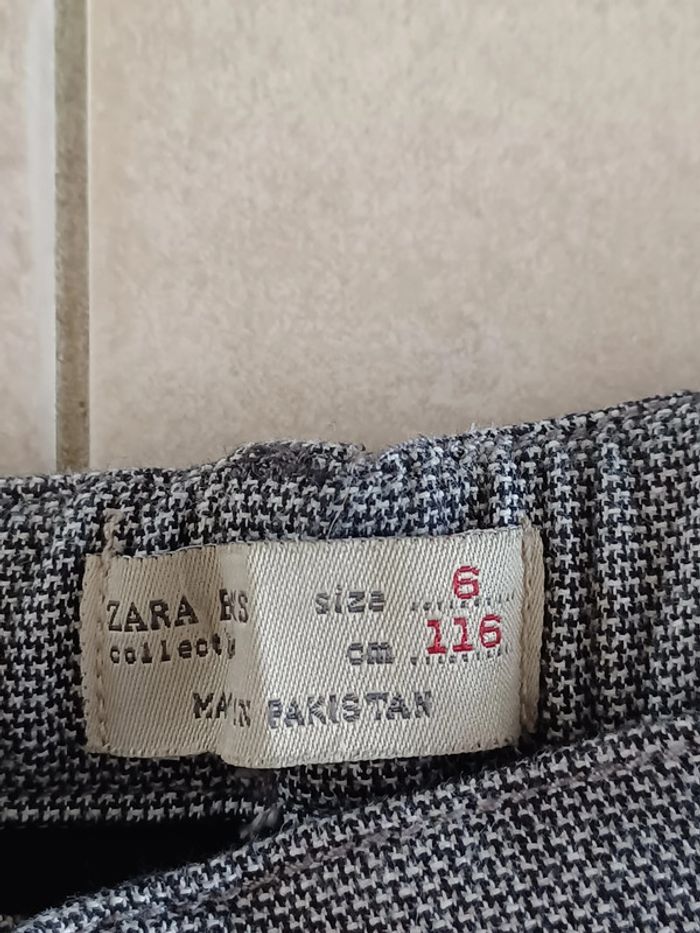 ZARA
size 6
cm 116
PAKISTAN